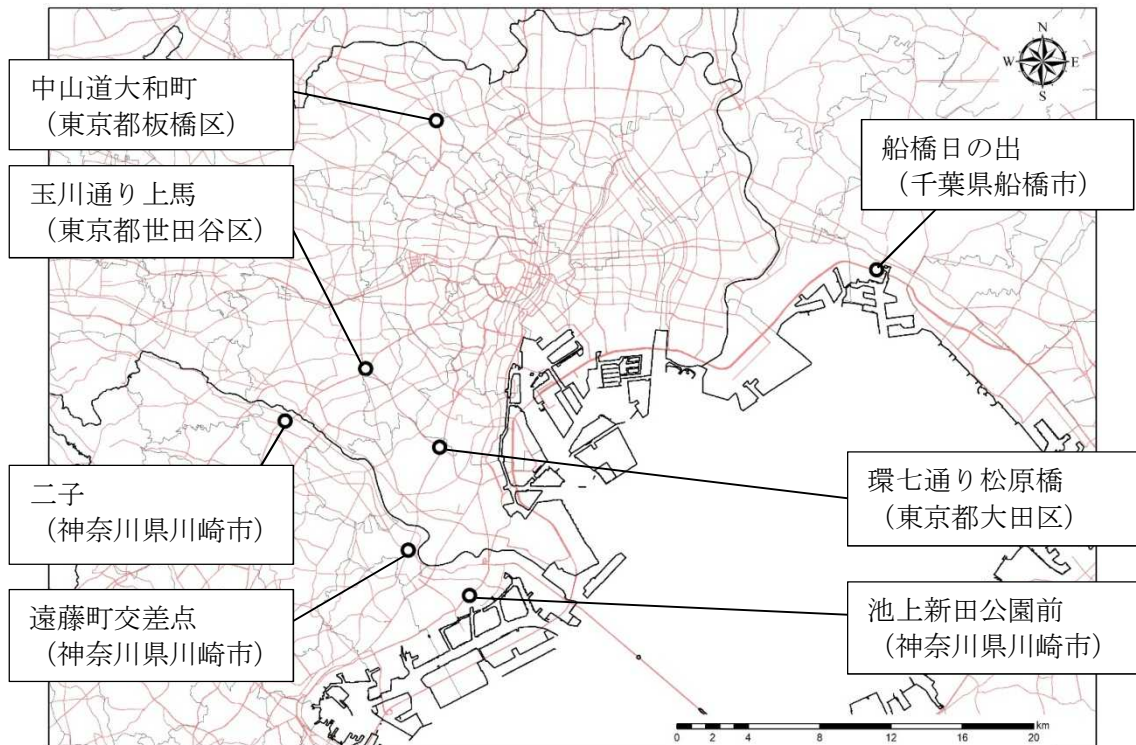 中山道大和町
（東京都板橋区）
玉川通り上馬
（東京都世田谷区）
二子
（神奈川県川崎市）
遠藤町交差点
（神奈川県川崎市）
N
W
E
S
船橋日の出
（千葉県船橋市）
環七通り松原橋
（東京都大田区）
池上新田公園前
（神奈川県川崎市）
km
0 2 4 8 12 16 20